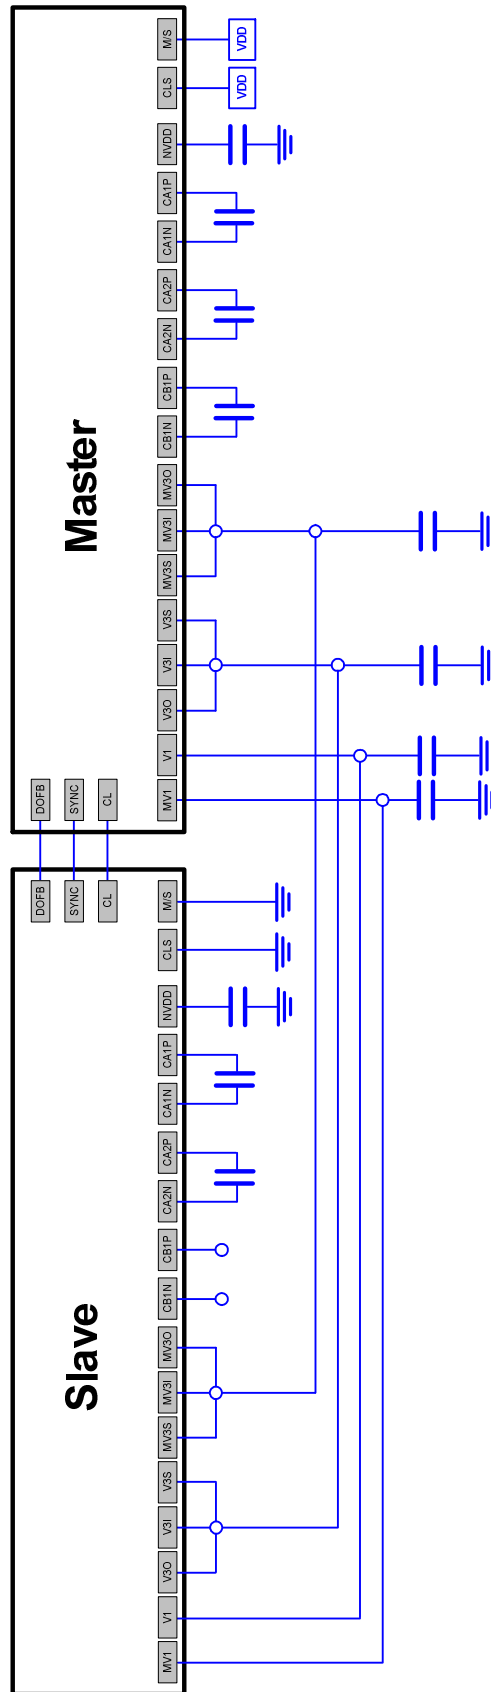 M/S
VDD
CLS
VDD
NVDD
CA1P
CA1N
CA2P
CA2N
CB1P
CB1N
Master
MV3O
MV3I
MV3S
V3S
V3I
V3O
V1
MV1
DOFB
SYNC
CL
DOFB
SYNC
CL
M/S
CLS
NVDD
CA1P
CA1N
CA2P
CA2N
CB1P
CB1N
Slave
MV3O
MV3I
MV3S
V3S
V3I
V3O
V1
MV1